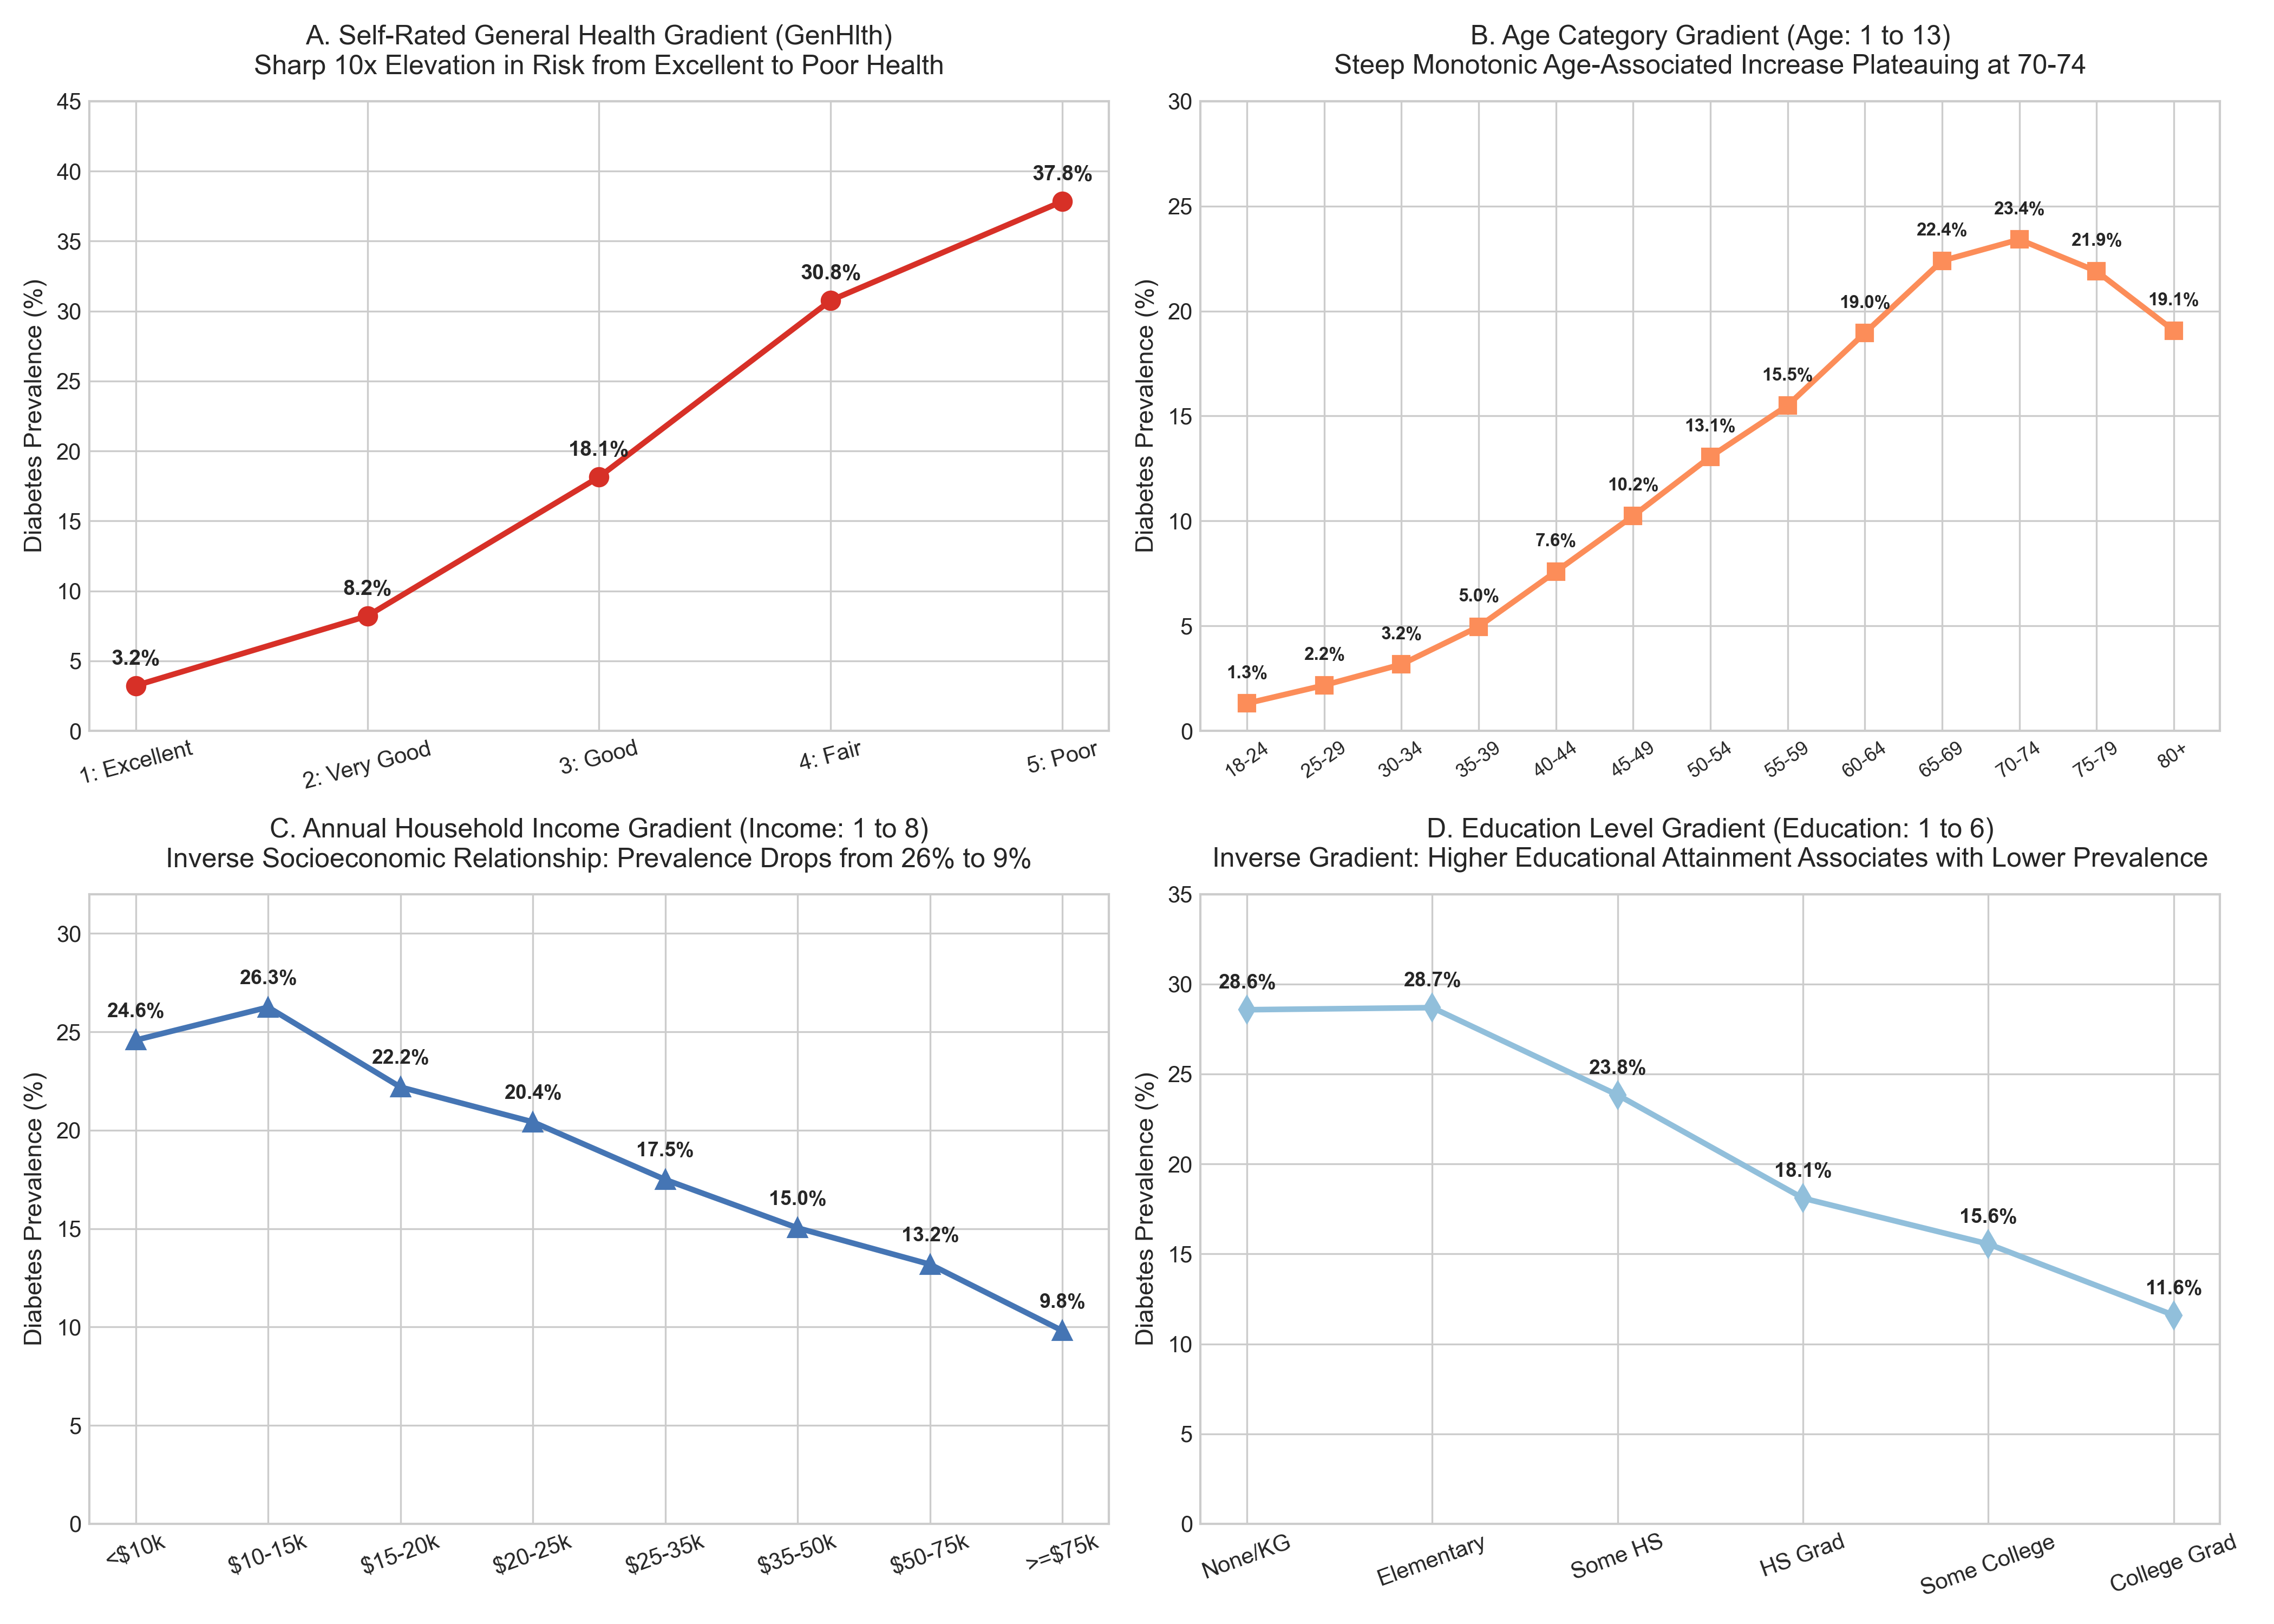 A. Self-Rated General Health Gradient (GenHlth)
Sharp 10x Elevation in Risk from Excellent to Poor Health
Diabetes Prevalence (%)
45
40
35
30
25
20
15
10
5
0
3.2%
8.2%
18.1%
30.8%
37.8%
1: Excellent
2: Very Good
3: Good
4: Fair
5: Poor
B. Age Category Gradient (Age: 1 to 13)
Steep Monotonic Age-Associated Increase Plateauing at 70-74
Diabetes Prevalence (%)
30
25
20
15
10
5
0
1.3%
2.2%
3.2%
5.0%
7.6%
10.2%
13.1%
15.5%
19.0%
22.4%
23.4%
21.9%
19.1%
18-24
25-29
30-34
35-39
40-44
45-49
50-54
55-59
60-64
65-69
70-74
75-79
80+
C. Annual Household Income Gradient (Income: 1 to 8)
Inverse Socioeconomic Relationship: Prevalence Drops from 26% to 9%
Diabetes Prevalence (%)
30
25
20
15
10
5
0
24.6%
26.3%
22.2%
20.4%
17.5%
15.0%
13.2%
9.8%
<$10k
$10-15k
$15-20k
$20-25k
$25-35k
$35-50k
$50-75k
>=$75k
D. Education Level Gradient (Education: 1 to 6)
Inverse Gradient: Higher Educational Attainment Associates with Lower Prevalence
Diabetes Prevalence (%)
35
30
25
20
15
10
5
0
28.6%
28.7%
23.8%
18.1%
15.6%
11.6%
None/KG
Elementary
Some HS
HS Grad
Some College
College Grad